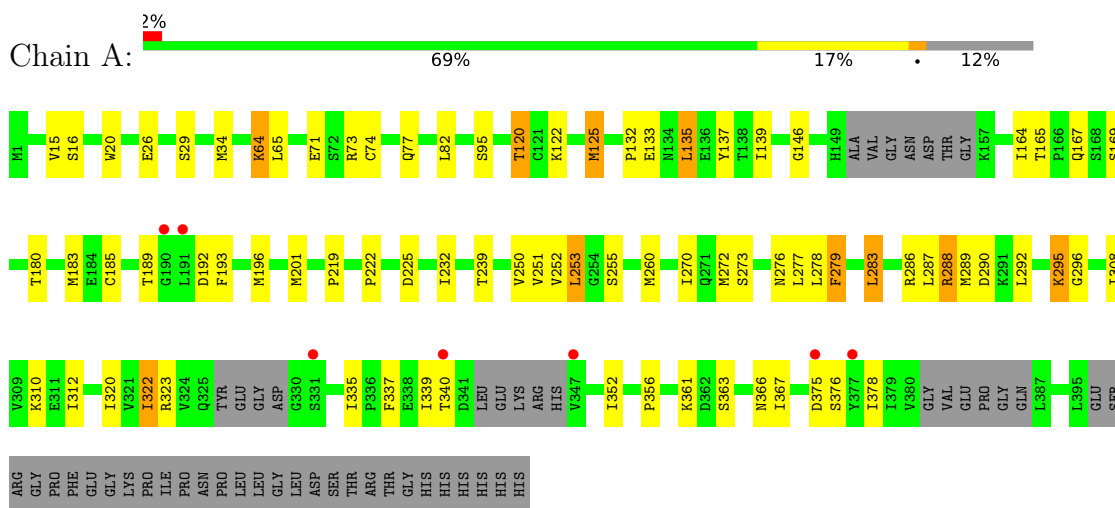 2%
Chain A:
69% 17% • 12%
M1 V15 S16 W20 E26 S29 M34 K64 L65 E71 S72 R73 C74 Q77 L82 S95 T120 C121 K122 M125 P132 E133 N134 L135 E136 Y137 T138 I139 G146 H149 ALA VAL GLY ASN ASP THR GLY K157 I164 T165 P166 Q167 S168
T180 M183 E184 C185 T189 G190 L191 D192 F193 M196 M201 P219 P222 D225 I232 T239 V250 V251 V252 L253 G254 S255 M260 I270 Q271 M272 S273 N276 L277 L278 F279 L283 R286 L287 R288 M289 D290 K291 L292 K295 G296
V309 K310 E311 I312 I320 V321 I322 R323 V324 Q325 TYR GLU GLY ASP G330 S331 I335 P336 F337 E338 I339 T340 D341 LEU GLU LYS ARG HIS V347 I352 P356 K361 D362 S363 N366 I367 D375 S376 Y377 I378 I379 V380 GLY VAL GLU PRO GLY GLN L387 L395 GLU
ARG GLY PRO PHE GLU GLY LYS PRO ILE PRO ASN PRO LEU LEU GLY LEU ASP SER THR ARG THR GLY HIS HIS HIS HIS HIS HIS